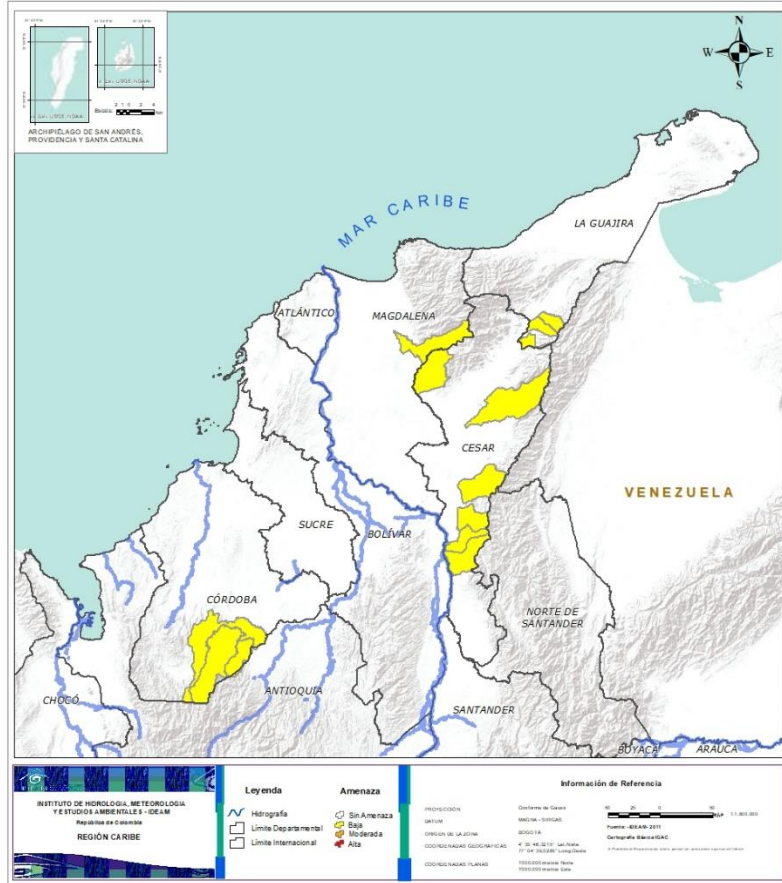 ARCHIPIÉLAGO DE SAN ANDRÉS,
PROVIDENCIA Y SANTA CATALINA
N
W
E
S
MAR CARIBE
LA GUAJIRA
ATLÁNTICO
MAGDALENA
CESAR
VENEZUELA
SUCRE
BOLÍVAR
CÓRDOBA
NORTE DE
SANTANDER
ANTIOQUIA
CHOCÓ
SANTANDER
BOYACÁ
ARAUCA
INSTITUTO DE HIDROLOGIA, METEOROLOGIA
Y ESTUDIOS AMBIENTALES - IDEAM
República de Colombia
REGIÓN CARIBE
Leyenda
Hidrografía
Límite Departamental
Límite Internacional
Amenaza
Sin Amenaza
Baja
Moderada
Alta
Información de Referencia
PROYECCIÓN Conforme de Gauss
DATUM MAGNA - SIRGAS
ORIGEN DE LA ZONA BOGOTÁ
COORDENADAS GEOGRÁFICAS
COORDENADAS PLANAS
Fuente: -IDEAM- 2011
Cartografía Básica IGAC